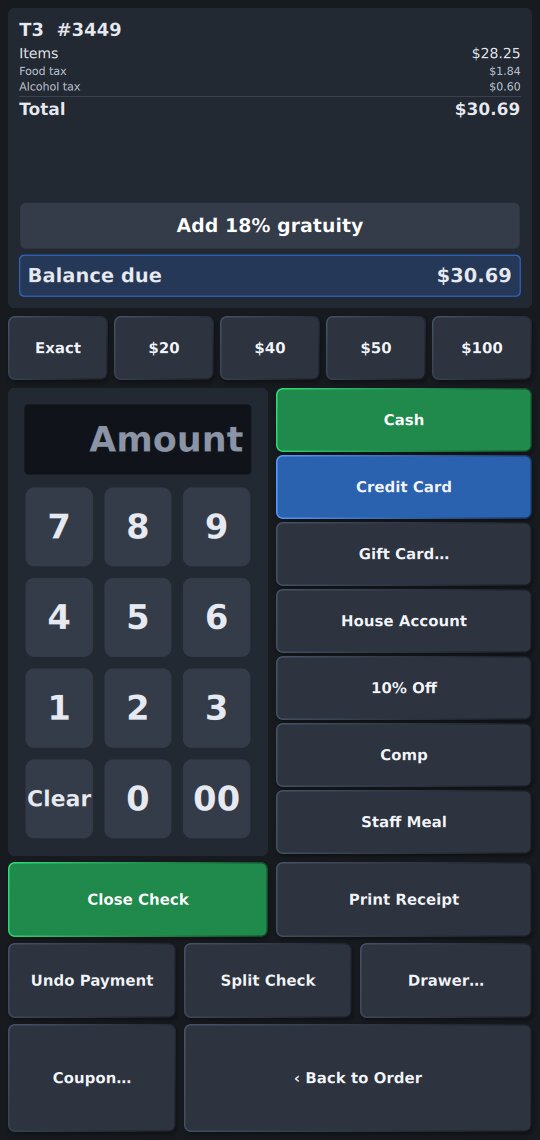 T3 #3449
Items $28.25
Food tax $1.84
Alcohol tax $0.60
Total $30.69
Add 18% gratuity
Balance due $30.69
Exact $20 $40 $50 $100
Amount
Cash
Credit Card
7 8 9
Gift Card…
4 5 6
House Account
10% Off
1 2 3
Comp
Clear 0 00
Staff Meal
Close Check Print Receipt
Undo Payment Split Check Drawer…
Coupon… ‹ Back to Order